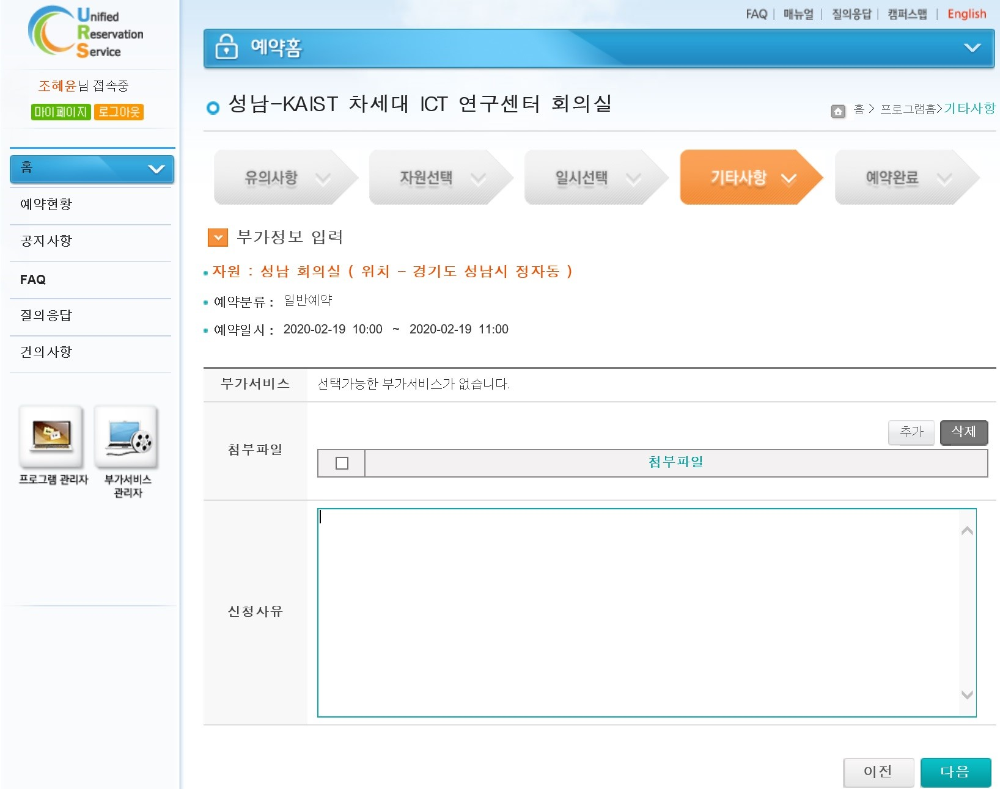 Unified
Reservation
Service
조혜윤님 접속중
마이페이지 로그아웃
홈
예약현황
공지사항
FAQ
질의응답
건의사항
프로그램 관리자
부가서비스
관리자
FAQ | 매뉴얼 | 질의응답 | 캠퍼스맵 | English
예약홈
성남-KAIST 차세대 ICT 연구센터 회의실
홈 > 프로그램홈>기타사항
유의사항 자원선택 일시선택 기타사항 예약완료
부가정보 입력
자원 : 성남 회의실 ( 위치 - 경기도 성남시 정자동 )
예약분류 : 일반예약
예약일시 : 2020-02-19 10:00 ~ 2020-02-19 11:00
부가서비스 선택가능한 부가서비스가 없습니다.
추가 삭제
첨부파일
첨부파일
신청사유
이전 다음